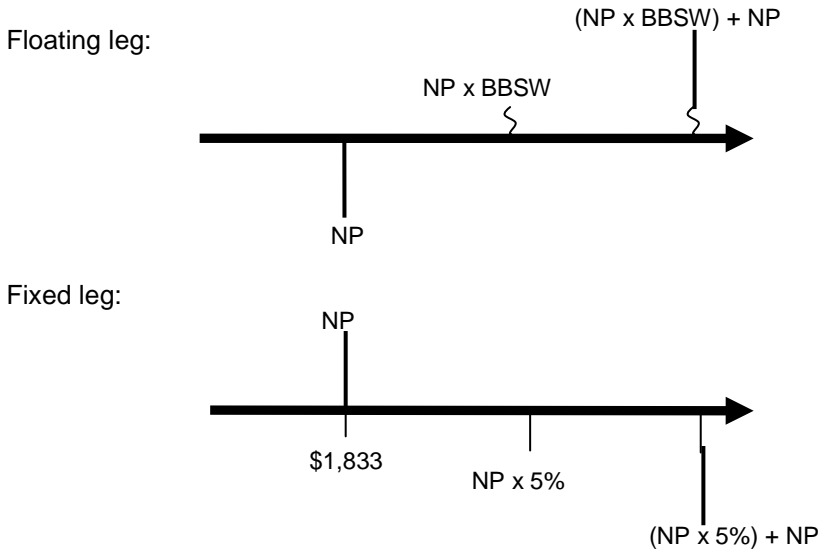 (NP x BBSW) + NP
Floating leg:
NP x BBSW
NP
Fixed leg:
NP
$1,833
NP x 5%
(NP x 5%) + NP